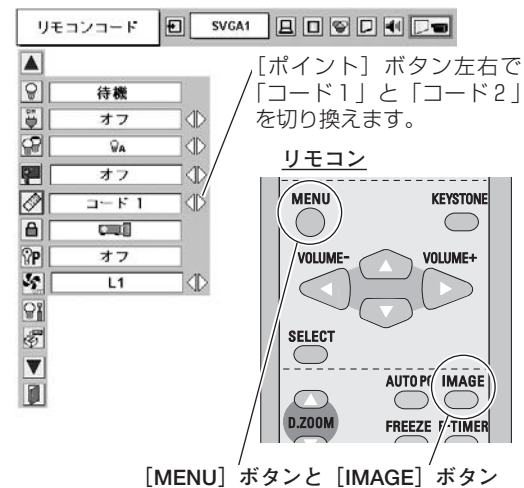 リモコンコード SVGA1
[ポイント] ボタン左右で
「コード1」と「コード2」
を切り換えます。
待機
オフ
A
オフ
コード 1
P オフ
L1
リモコン
MENU KEYSTONE
VOLUME- VOLUME+
SELECT
AUTO PC IMAGE
D.ZOOM FREEZE P-TIMER
[MENU] ボタンと [IMAGE] ボタン